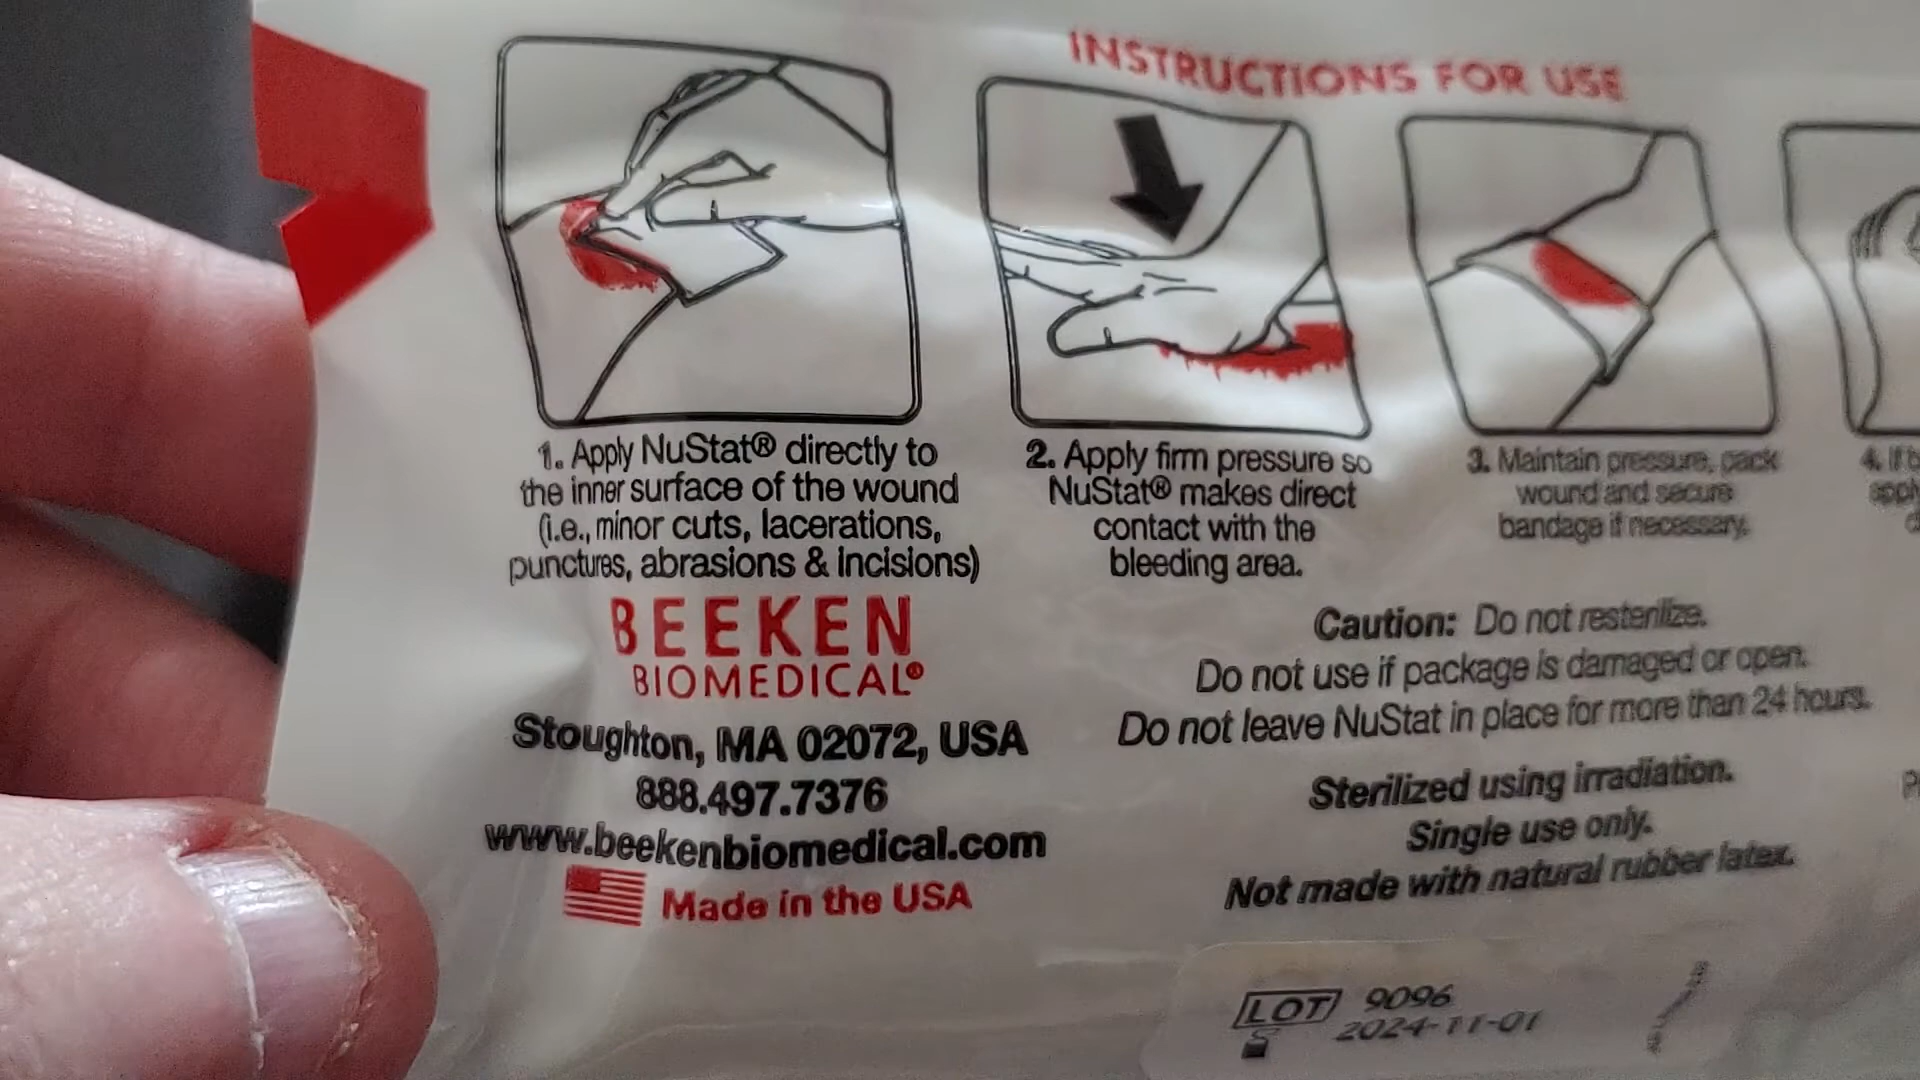 INSTRUCTIONS FOR USE
1. Apply NuStat® directly to
the inner surface of the wound
(i.e., minor cuts, lacerations,
punctures, abrasions & incisions)
2. Apply firm pressure so
NuStat® makes direct
contact with the
bleeding area.
3. Maintain pressure, pack
wound and secure
bandage if necessary.
4. If
BEEKEN
BIOMEDICAL®
Stoughton, MA 02072, USA
888.497.7376
www.beekenbiomedical.com
Made in the USA
Caution: Do not resterilize.
Do not use if package is damaged or open.
Do not leave NuStat in place for more than 24 hours.
Sterilized using irradiation.
Single use only.
Not made with natural rubber latex.
LOT 9096
2024-11-01